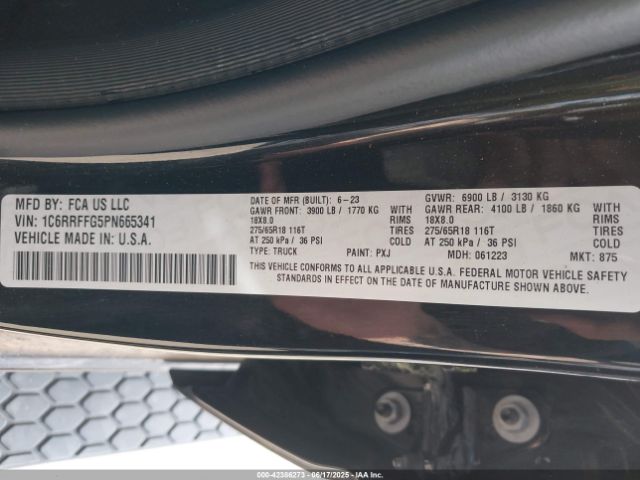 MFD BY: FCA US LLC
VIN: 1C6RRFFG5PN665341
VEHICLE MADE IN: U.S.A.
DATE OF MFR (BUILT): 6-23 GVWR: 6900 LB / 3130 KG
GAWR FRONT: 3900 LB / 1770 KG WITH GAWR REAR: 4100 LB / 1860 KG WITH
18X8.0 RIMS 18X8.0 RIMS
275/65R18 116T TIRES 275/65R18 116T TIRES
AT 250 kPa / 36 PSI COLD AT 250 kPa / 36 PSI COLD
TYPE: TRUCK PAINT: PXJ MDH: 061223 MKT: 875
THIS VEHICLE CONFORMS TO ALL APPLICABLE U.S.A. FEDERAL MOTOR VEHICLE SAFETY
STANDARDS IN EFFECT ON THE DATE OF MANUFACTURE SHOWN ABOVE.
000-42386273 - 06/17/2025 - IAAI.COM